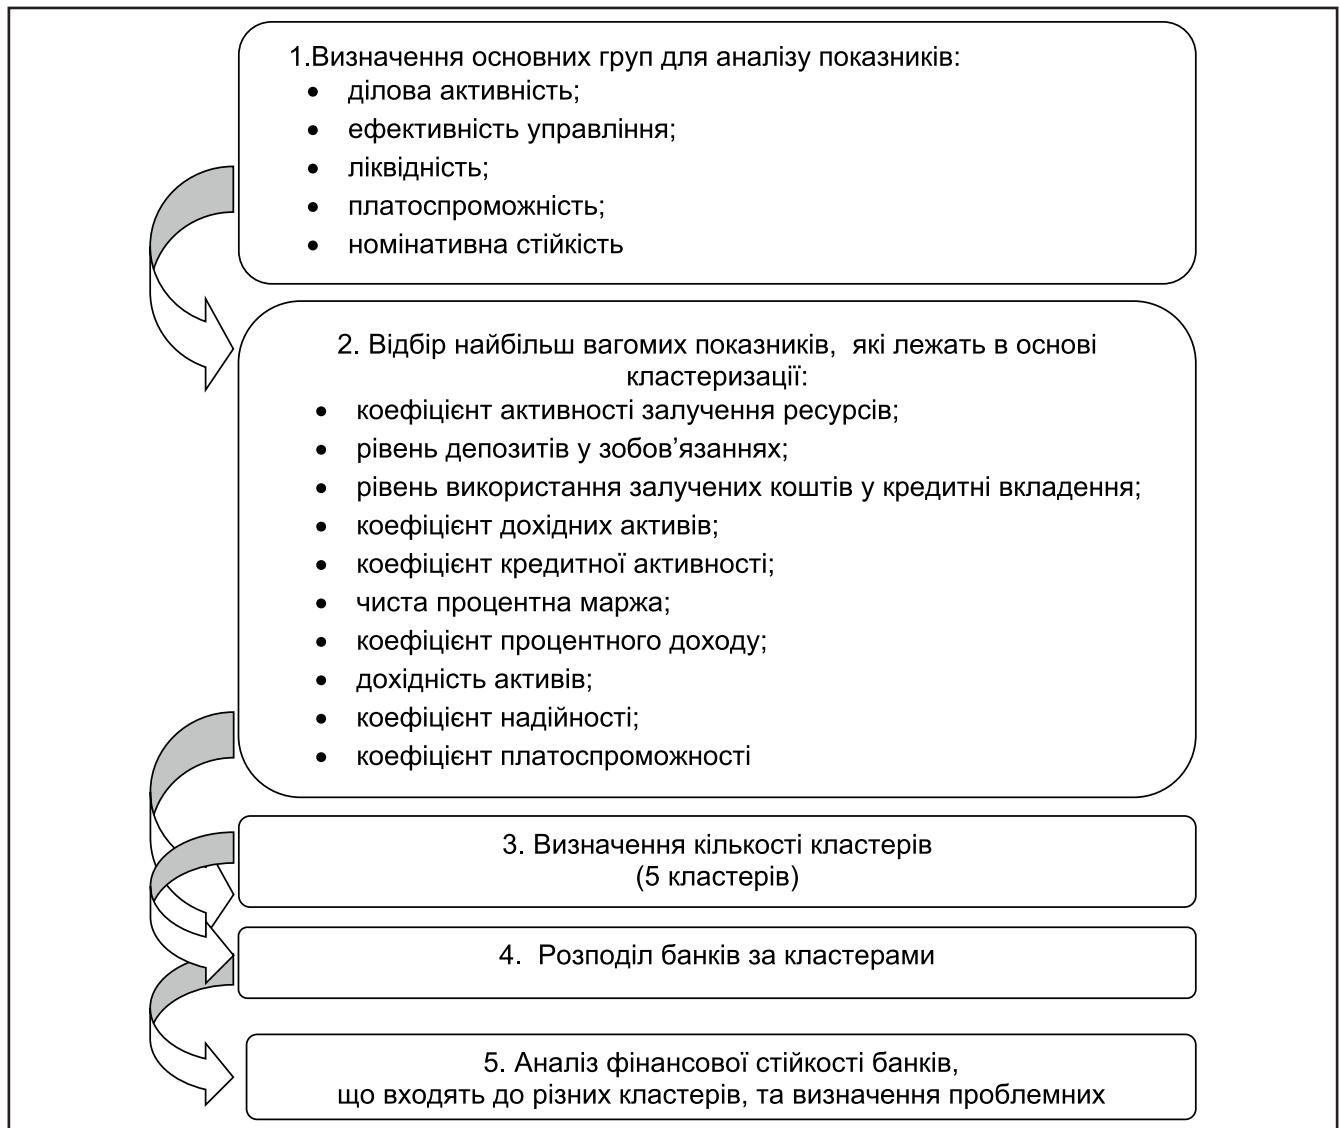 1.Визначення основних груп для аналізу показників:
• ділова активність;
• ефективність управління;
• ліквідність;
• платоспроможність;
• номінативна стійкість
2. Відбір найбільш вагомих показників, які лежать в основі
кластеризації:
• коефіцієнт активності залучення ресурсів;
• рівень депозитів у зобов’язаннях;
• рівень використання залучених коштів у кредитні вкладення;
• коефіцієнт дохідних активів;
• коефіцієнт кредитної активності;
• чиста процентна маржа;
• коефіцієнт процентного доходу;
• дохідність активів;
• коефіцієнт надійності;
• коефіцієнт платоспроможності
3. Визначення кількості кластерів
(5 кластерів)
4. Розподіл банків за кластерами
5. Аналіз фінансової стійкості банків,
що входять до різних кластерів, та визначення проблемних